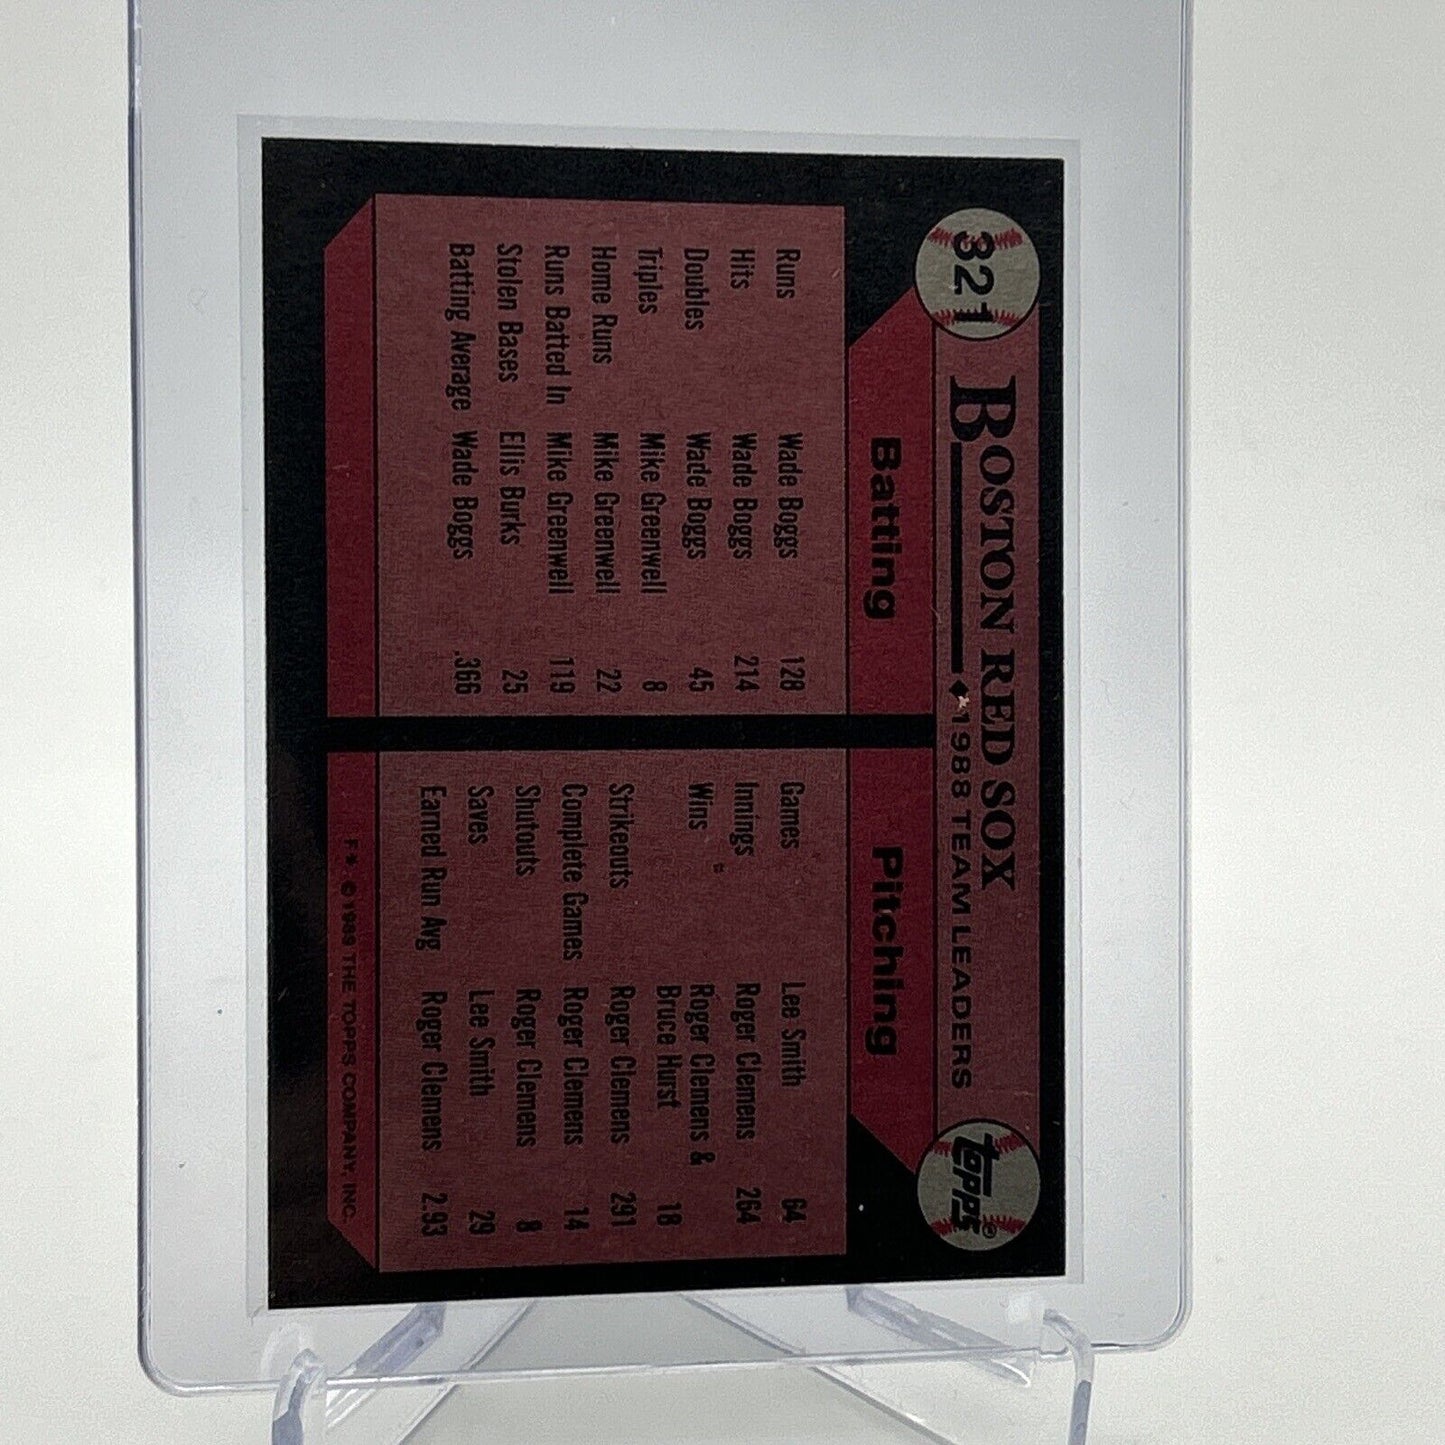 321
BOSTON RED SOX
1988 TEAM LEADERS
topps®
Batting
Runs Wade Boggs 128
Hits Wade Boggs 214
Doubles Wade Boggs 45
Triples Mike Greenwell 8
Home Runs Mike Greenwell 22
Runs Batted In Mike Greenwell 119
Stolen Bases Ellis Burks 25
Batting Average Wade Boggs .366
Pitching
Games Lee Smith 64
Innings Roger Clemens 264
Wins Roger Clemens &
Bruce Hurst 18
Strikeouts Roger Clemens 291
Complete Games Roger Clemens 14
Shutouts Roger Clemens 8
Saves Lee Smith 29
Earned Run Avg Roger Clemens 2.93
F* © 1989 THE TOPPS COMPANY, INC.